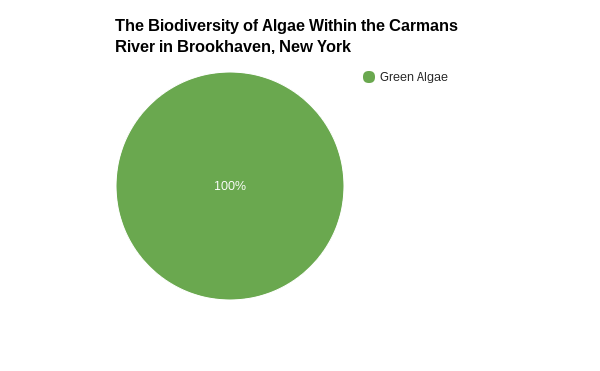 The Biodiversity of Algae Within the Carmans
River in Brookhaven, New York
Green Algae
100%